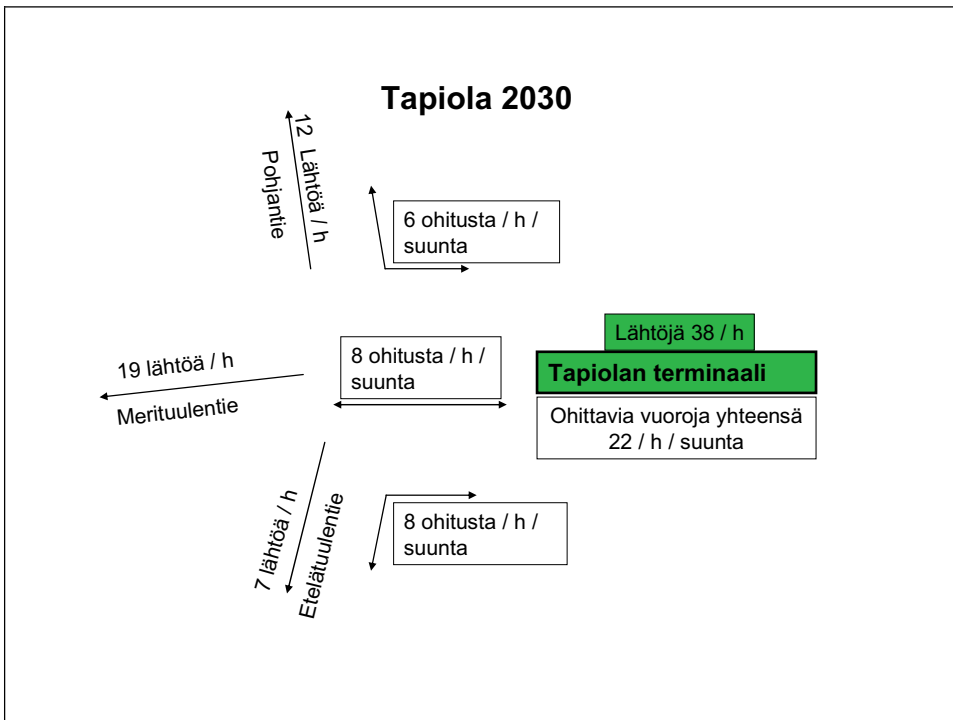 Tapiola 2030
12 Lähtöä / h
Pohjantie
6 ohitusta / h /
suunta
Lähtöjä 38 / h
19 lähtöä / h
Merituulentie
8 ohitusta / h /
suunta
Tapiolan terminaali
Ohittavia vuoroja yhteensä
22 / h / suunta
7 lähtöä / h
Etelätuulentie
8 ohitusta / h /
suunta